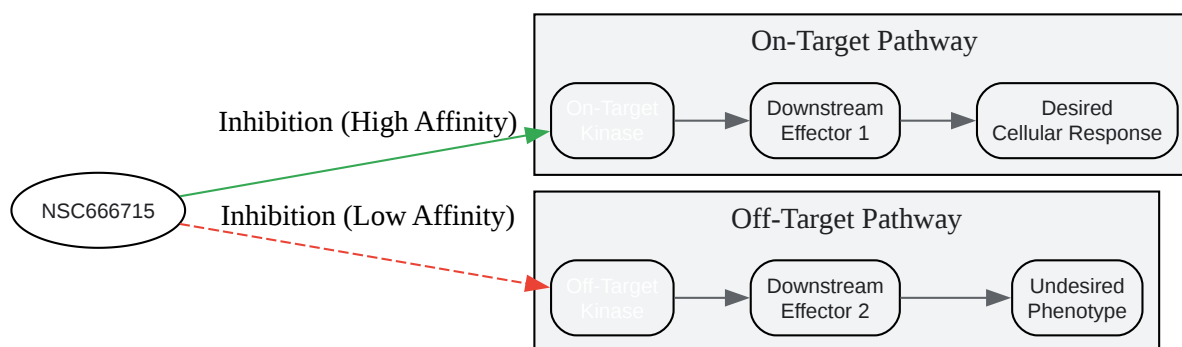 On-Target Pathway
Inhibition (High Affinity)
On-Target
Kinase
Downstream
Effector 1
Desired
Cellular Response
NSC666715
Inhibition (Low Affinity)
Off-Target Pathway
Off-Target
Kinase
Downstream
Effector 2
Undesired
Phenotype